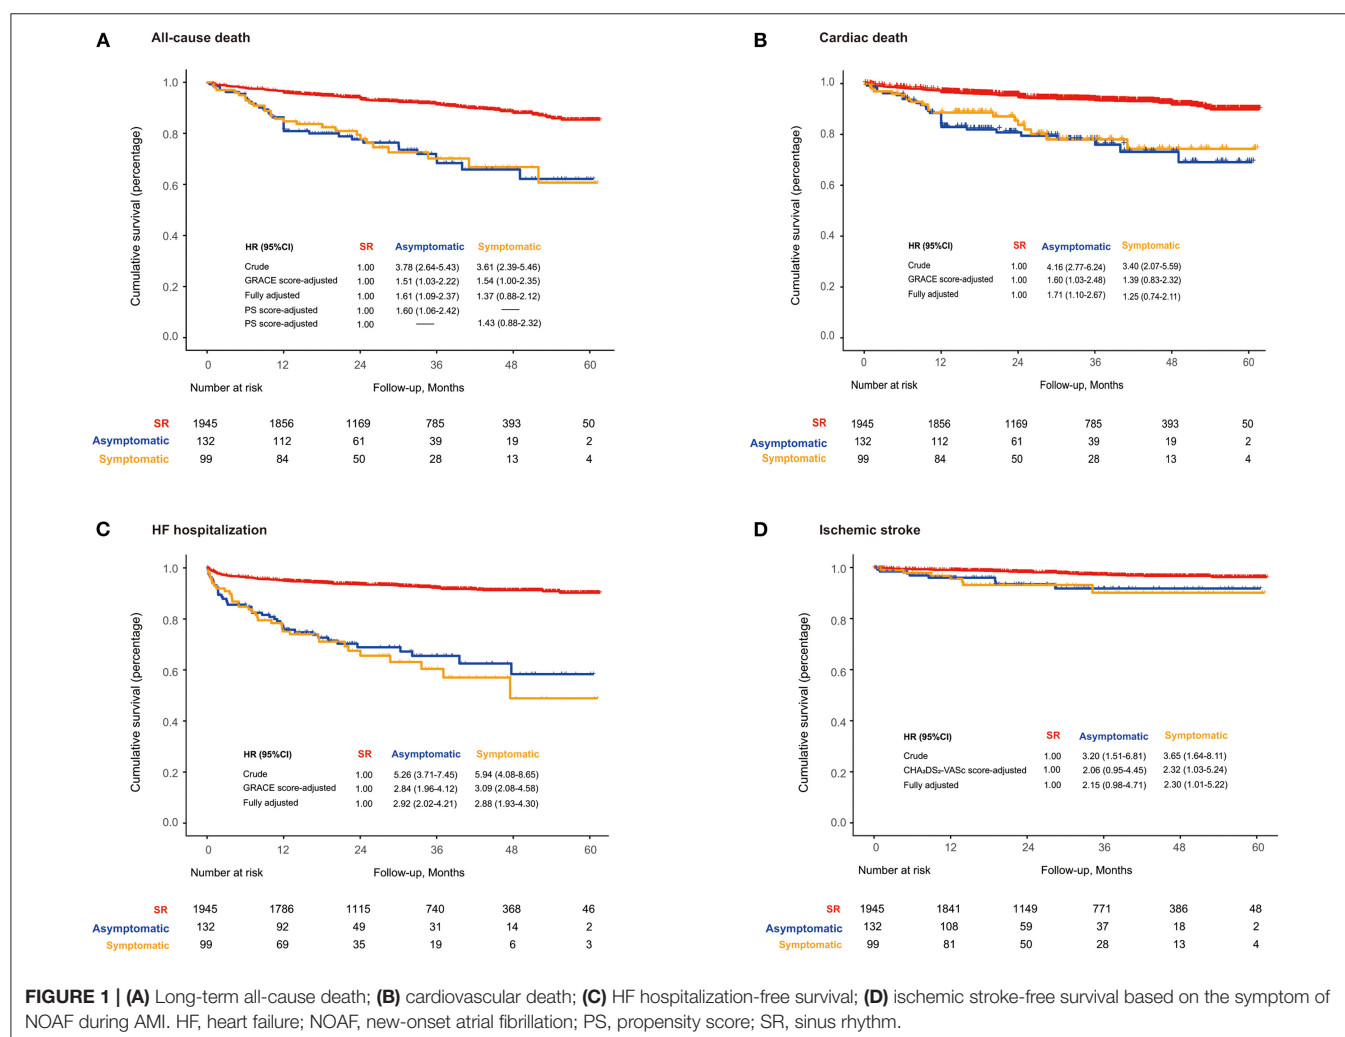 A All-cause death
Cumulative survival (percentage)
1.0
0.8
0.6
0.4
0.2
0.0
HR (95%CI) SR Asymptomatic Symptomatic
Crude 1.00 3.78 (2.64-5.43) 3.61 (2.39-5.46)
GRACE score-adjusted 1.00 1.51 (1.03-2.22) 1.54 (1.00-2.35)
Fully adjusted 1.00 1.61 (1.09-2.37) 1.37 (0.88-2.12)
PS score-adjusted 1.00 1.60 (1.06-2.42) ——
PS score-adjusted 1.00 —— 1.43 (0.88-2.32)
0 12 24 36 48 60
Number at risk Follow-up, Months
SR 1945 1856 1169 785 393 50
Asymptomatic 132 112 61 39 19 2
Symptomatic 99 84 50 28 13 4
B Cardiac death
Cumulative survival (percentage)
1.0
0.8
0.6
0.4
0.2
0.0
HR (95%CI) SR Asymptomatic Symptomatic
Crude 1.00 4.16 (2.77-6.24) 3.40 (2.07-5.59)
GRACE score-adjusted 1.00 1.60 (1.03-2.48) 1.39 (0.83-2.32)
Fully adjusted 1.00 1.71 (1.10-2.67) 1.25 (0.74-2.11)
0 12 24 36 48 60
Number at risk Follow-up, Months
SR 1945 1856 1169 785 393 50
Asymptomatic 132 112 61 39 19 2
Symptomatic 99 84 50 28 13 4
C HF hospitalization
Cumulative survival (percentage)
1.0
0.8
0.6
0.4
0.2
0.0
HR (95%CI) SR Asymptomatic Symptomatic
Crude 1.00 5.26 (3.71-7.45) 5.94 (4.08-8.65)
GRACE score-adjusted 1.00 2.84 (1.96-4.12) 3.09 (2.08-4.58)
Fully adjusted 1.00 2.92 (2.02-4.21) 2.88 (1.93-4.30)
0 12 24 36 48 60
Number at risk Follow-up, Months
SR 1945 1786 1115 740 368 46
Asymptomatic 132 92 49 31 14 2
Symptomatic 99 69 35 19 6 3
D Ischemic stroke
Cumulative survival (percentage)
1.0
0.8
0.6
0.4
0.2
0.0
HR (95%CI) SR Asymptomatic Symptomatic
Crude 1.00 3.20 (1.51-6.81) 3.65 (1.64-8.11)
CHA₂DS₂-VASc score-adjusted 1.00 2.06 (0.95-4.45) 2.32 (1.03-5.24)
Fully adjusted 1.00 2.15 (0.98-4.71) 2.30 (1.01-5.22)
0 12 24 36 48 60
Number at risk Follow-up, Months
SR 1945 1841 1149 771 386 48
Asymptomatic 132 108 59 37 18 2
Symptomatic 99 81 50 28 13 4
FIGURE 1 | (A) Long-term all-cause death; (B) cardiovascular death; (C) HF hospitalization-free survival; (D) ischemic stroke-free survival based on the symptom of
NOAF during AMI. HF, heart failure; NOAF, new-onset atrial fibrillation; PS, propensity score; SR, sinus rhythm.